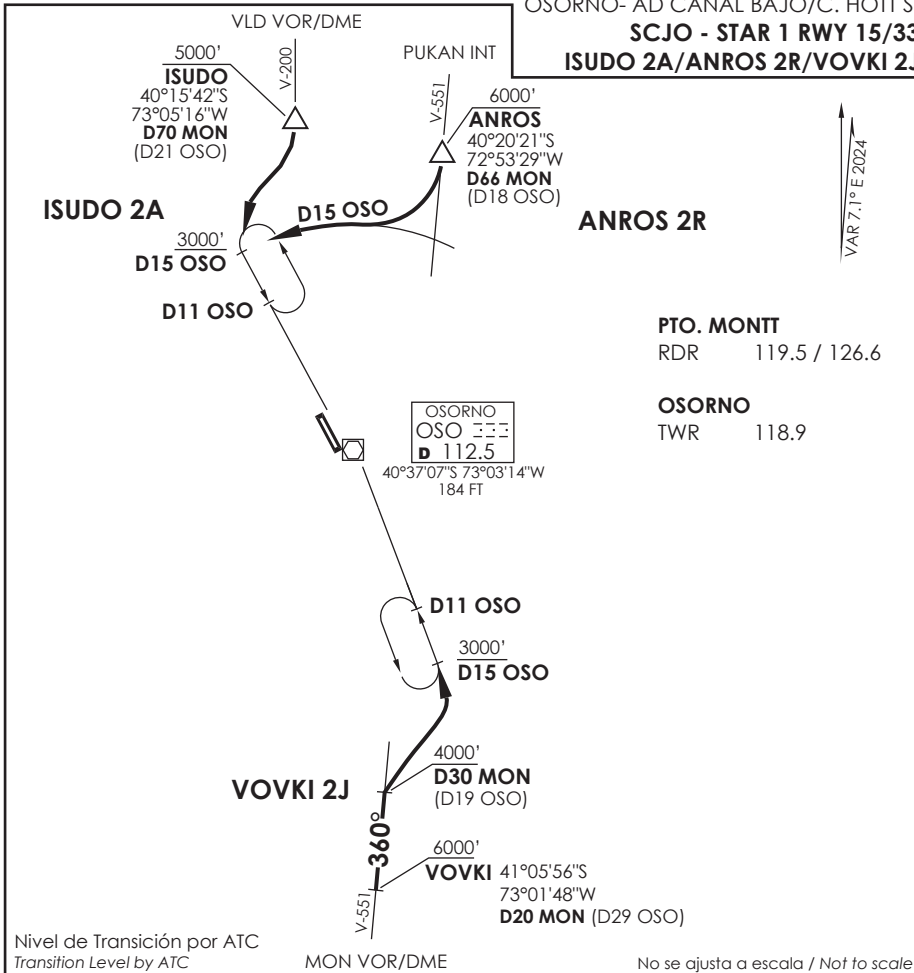 OSORNO- AD CANAL BAJO/C. HOTT S
SCJO - STAR 1 RWY 15/33
ISUDO 2A/ANROS 2R/VOVKI 2J
VLD VOR/DME
V-200
5000'
ISUDO
40°15'42"S
73°05'16"W
D70 MON
(D21 OSO)
PUKAN INT
V-551
6000'
ANROS
40°20'21"S
72°53'29"W
D66 MON
(D18 OSO)
VAR 7.1° E 2024
ISUDO 2A
D15 OSO
ANROS 2R
3000'
D15 OSO
D11 OSO
PTO. MONTT
RDR 119.5 / 126.6
OSORNO
TWR 118.9
OSORNO
OSO
D 112.5
40°37'07"S 73°03'14"W
184 FT
D11 OSO
3000'
D15 OSO
4000'
D30 MON
(D19 OSO)
VOVKI 2J
360°
6000'
VOVKI 41°05'56"S
73°01'48"W
D20 MON (D29 OSO)
V-551
Nivel de Transición por ATC
Transition Level by ATC
MON VOR/DME
No se ajusta a escala / Not to scale